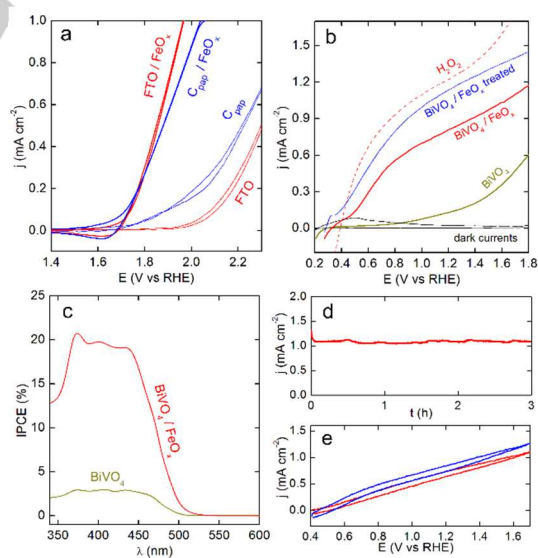 a
FTO / FeOₓ
Cₚₐₚ / FeOₓ
Cₚₐₚ
FTO
1.0
0.8
0.6
0.4
0.2
0.0
j (mA cm⁻²)
1.4 1.6 1.8 2.0 2.2
E (V vs RHE)
b
H₂O₂
BiVO₄ / FeOₓ treated
BiVO₄ / FeOₓ
BiVO₃
dark currents
1.5
1.2
0.9
0.6
0.3
0.0
j (mA cm⁻²)
0.2 0.4 0.6 0.8 1.0 1.2 1.4 1.6 1.8
E (V vs RHE)
c
BiVO₄ / FeOₓ
BiVO₄
25
20
15
10
5
0
IPCE (%)
350 400 450 500 550 600
λ (nm)
d
2.0
1.5
1.0
0.5
0.0
j (mA cm⁻²)
0 1 2 3
t (h)
e
1.5
1.0
0.5
0.0
j (mA cm⁻²)
0.4 0.6 0.8 1.0 1.2 1.4 1.6
E (V vs RHE)